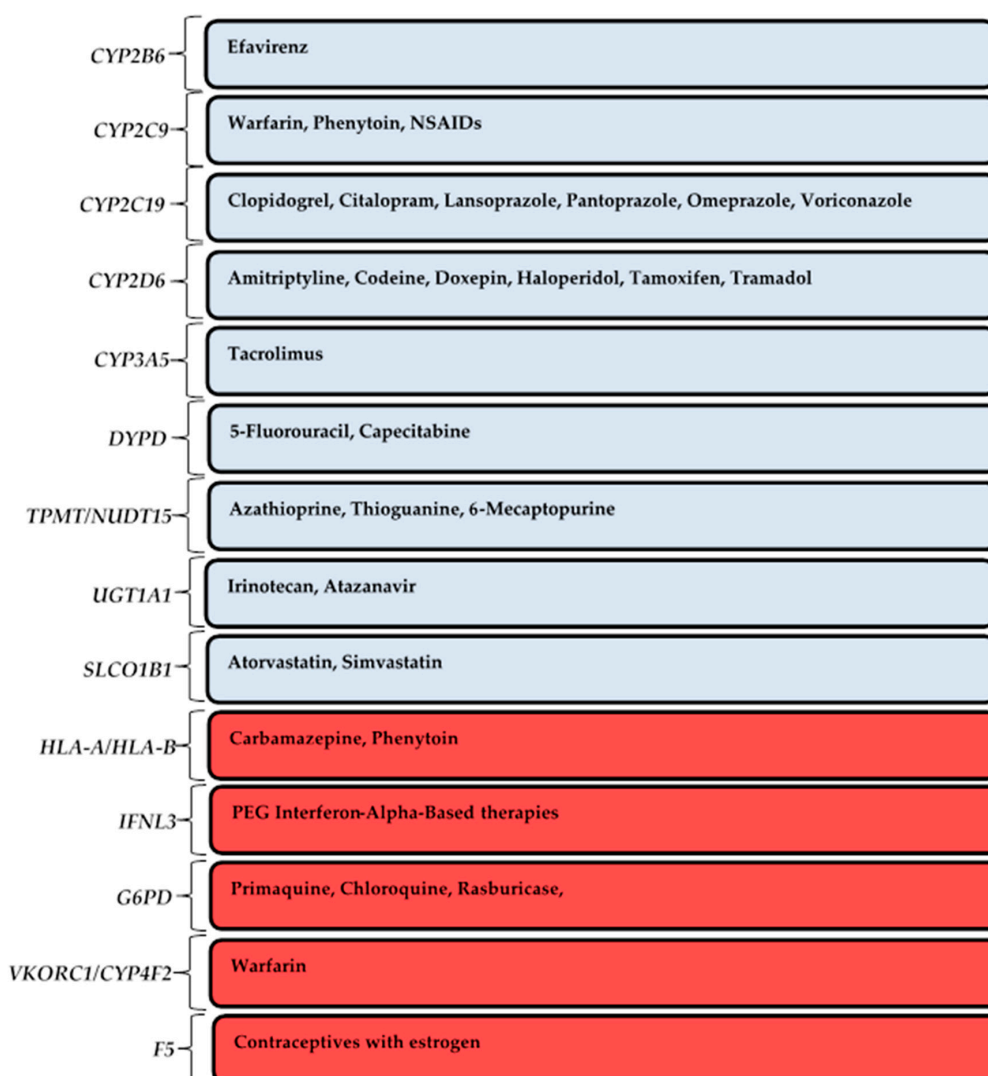 CYP2B6 Efavirenz
CYP2C9 Warfarin, Phenytoin, NSAIDs
CYP2C19 Clopidogrel, Citalopram, Lansoprazole, Pantoprazole, Omeprazole, Voriconazole
CYP2D6 Amitriptyline, Codeine, Doxepin, Haloperidol, Tamoxifen, Tramadol
CYP3A5 Tacrolimus
DYPD 5-Fluorouracil, Capecitabine
TPMT/NUDT15 Azathioprine, Thioguanine, 6-Mecaptopurine
UGT1A1 Irinotecan, Atazanavir
SLCO1B1 Atorvastatin, Simvastatin
HLA-A/HLA-B Carbamazepine, Phenytoin
IFNL3 PEG Interferon-Alpha-Based therapies
G6PD Primaquine, Chloroquine, Rasburicase,
VKORC1/CYP4F2 Warfarin
F5 Contraceptives with estrogen